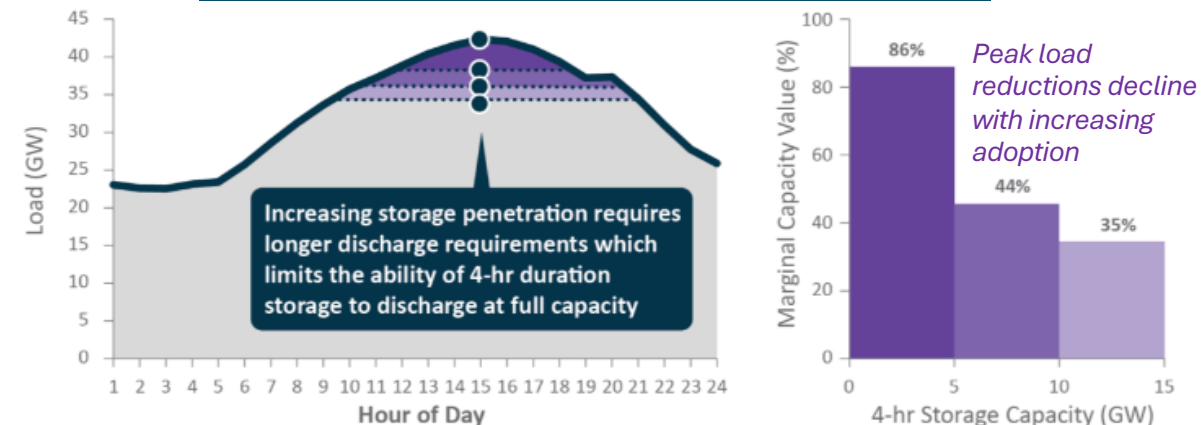 45
40
35
30
25
20
15
10
5
0
Load (GW)
1 2 3 4 5 6 7 8 9 10 11 12 13 14 15 16 17 18 19 20 21 22 23 24
Hour of Day
Increasing storage penetration requires
longer discharge requirements which
limits the ability of 4-hr duration
storage to discharge at full capacity
100
80
60
40
20
0
Marginal Capacity Value (%)
86%
44%
35%
Peak load
reductions decline
with increasing
adoption
0 5 10 15
4-hr Storage Capacity (GW)